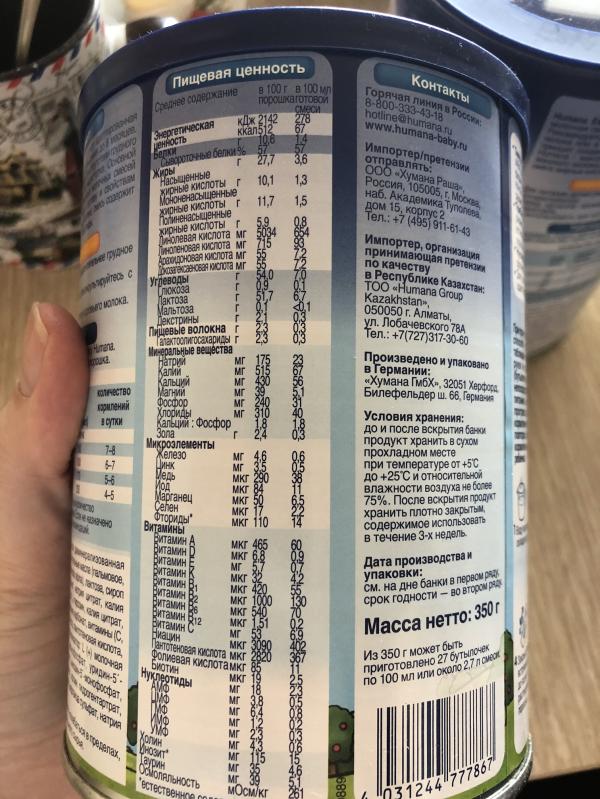 Пищевая ценность
Среднее содержание
в 100 г порошка
в 100 мл готовой смеси
Энергетическая кДж 2142 278
ценность ккал 512 67
Белки г 10,8 1,4
Сывороточные белки % 57 57
Жиры г 27,7 3,6
Насыщенные
жирные кислоты г 10,1 1,3
Мононенасыщенные
жирные кислоты г 11,7 1,5
Полиненасыщенные
жирные кислоты г 5,9 0,8
Линолевая кислота мг 5034 654
Линоленовая кислота мг 715 93
Арахидоновая кислота мг 55 7,2
Докозагексаеновая кислота мг 55 7,2
Углеводы г 54,0 7,0
Глюкоза г 0,9 0,1
Лактоза г 51,7 6,7
Мальтоза г 0,1 <0,1
Декстрины г 2,1 0,3
Пищевые волокна г 2,3 0,3
Галактоолигосахариды г 2,3 0,3
Минеральные вещества
Натрий мг 175 23
Калий мг 515 67
Кальций мг 430 56
Магний мг 39 5,1
Фосфор мг 240 31
Хлориды мг 310 40
Кальций : Фосфор 1,8 1,8
Зола г 2,4 0,3
Микроэлементы
Железо мг 4,6 0,6
Цинк мг 3,5 0,5
Медь мкг 290 38
Йод мкг 84 11
Марганец мкг 50 6,5
Селен мкг 17 2,2
Фториды* мкг 110 14
Витамины
Витамин А мкг 465 60
Витамин D мкг 6,8 0,9
Витамин E мг 5,7 0,7
Витамин K мкг 32 4,2
Витамин B1 мкг 420 55
Витамин B2 мкг 1000 130
Витамин B6 мкг 540 70
Витамин B12 мкг 1,51 0,2
Витамин C мг 53 6,9
Ниацин мкг 3090 402
Пантотеновая кислота мкг 2820 367
Фолиевая кислота мкг 85 11
Биотин мкг 19 2,5
Нуклеотиды мг 18 2,3
АМФ мг 3,8 0,5
ЦМФ мг 6,4 0,8
ГМФ мг 1,2 0,2
ИМФ
УМФ мг 2,3 0,3
Холин
Инозит* мг 115 15
Таурин мг 35 4,6
Осмоляльность мОсм/кг 261
*естественное
Контакты
Горячая линия в России:
8-800-333-43-18
hotline@humana.ru
www.humana-baby.ru
Импортер/претензии
отправлять:
ООО «Хумана Раша»,
Россия, 105005, г. Москва,
наб. Академика Туполева,
дом 15, корпус 2
Тел.: +7 (495) 911-61-43
Импортер, организация
принимающая претензии
по качеству
в Республике Казахстан:
ТОО «Humana Group
Kazakhstan»,
050050 г. Алматы,
ул. Лобачевского 78А
Тел.: +7(727)317-30-60
Произведено и упаковано
в Германии:
«Хумана ГмбХ», 32051 Херфорд,
Билефельдер ш. 66, Германия
Условия хранения:
до и после вскрытия банки
продукт хранить в сухом
прохладном месте
при температуре от +5°C
до +25°C и относительной
влажности воздуха не более
75%. После вскрытия продукт
хранить плотно закрытым,
содержимое использовать
в течение 3-х недель.
Дата производства и
упаковки:
см. на дне банки в первом ряду,
срок годности — во втором ряду.
Масса нетто: 350 г
Из 350 г может быть
приготовлено 27 бутылочек
по 100 мл или около 2,7 л смеси.
4 031244 777867
количество
кормлений
в сутки
7–8
6–7
5–6
4–5